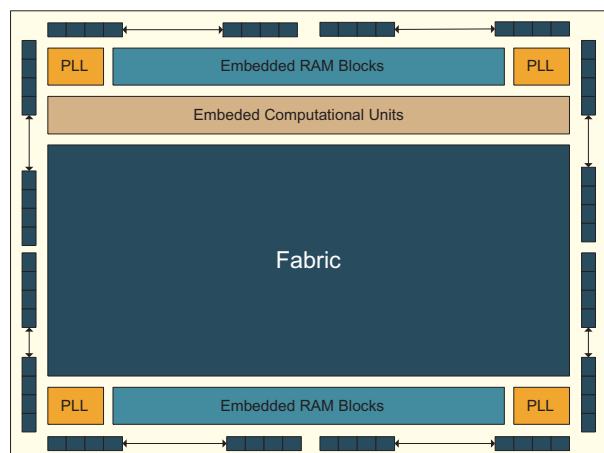 PLL Embedded RAM Blocks PLL
Embeded Computational Units
Fabric
PLL Embedded RAM Blocks PLL